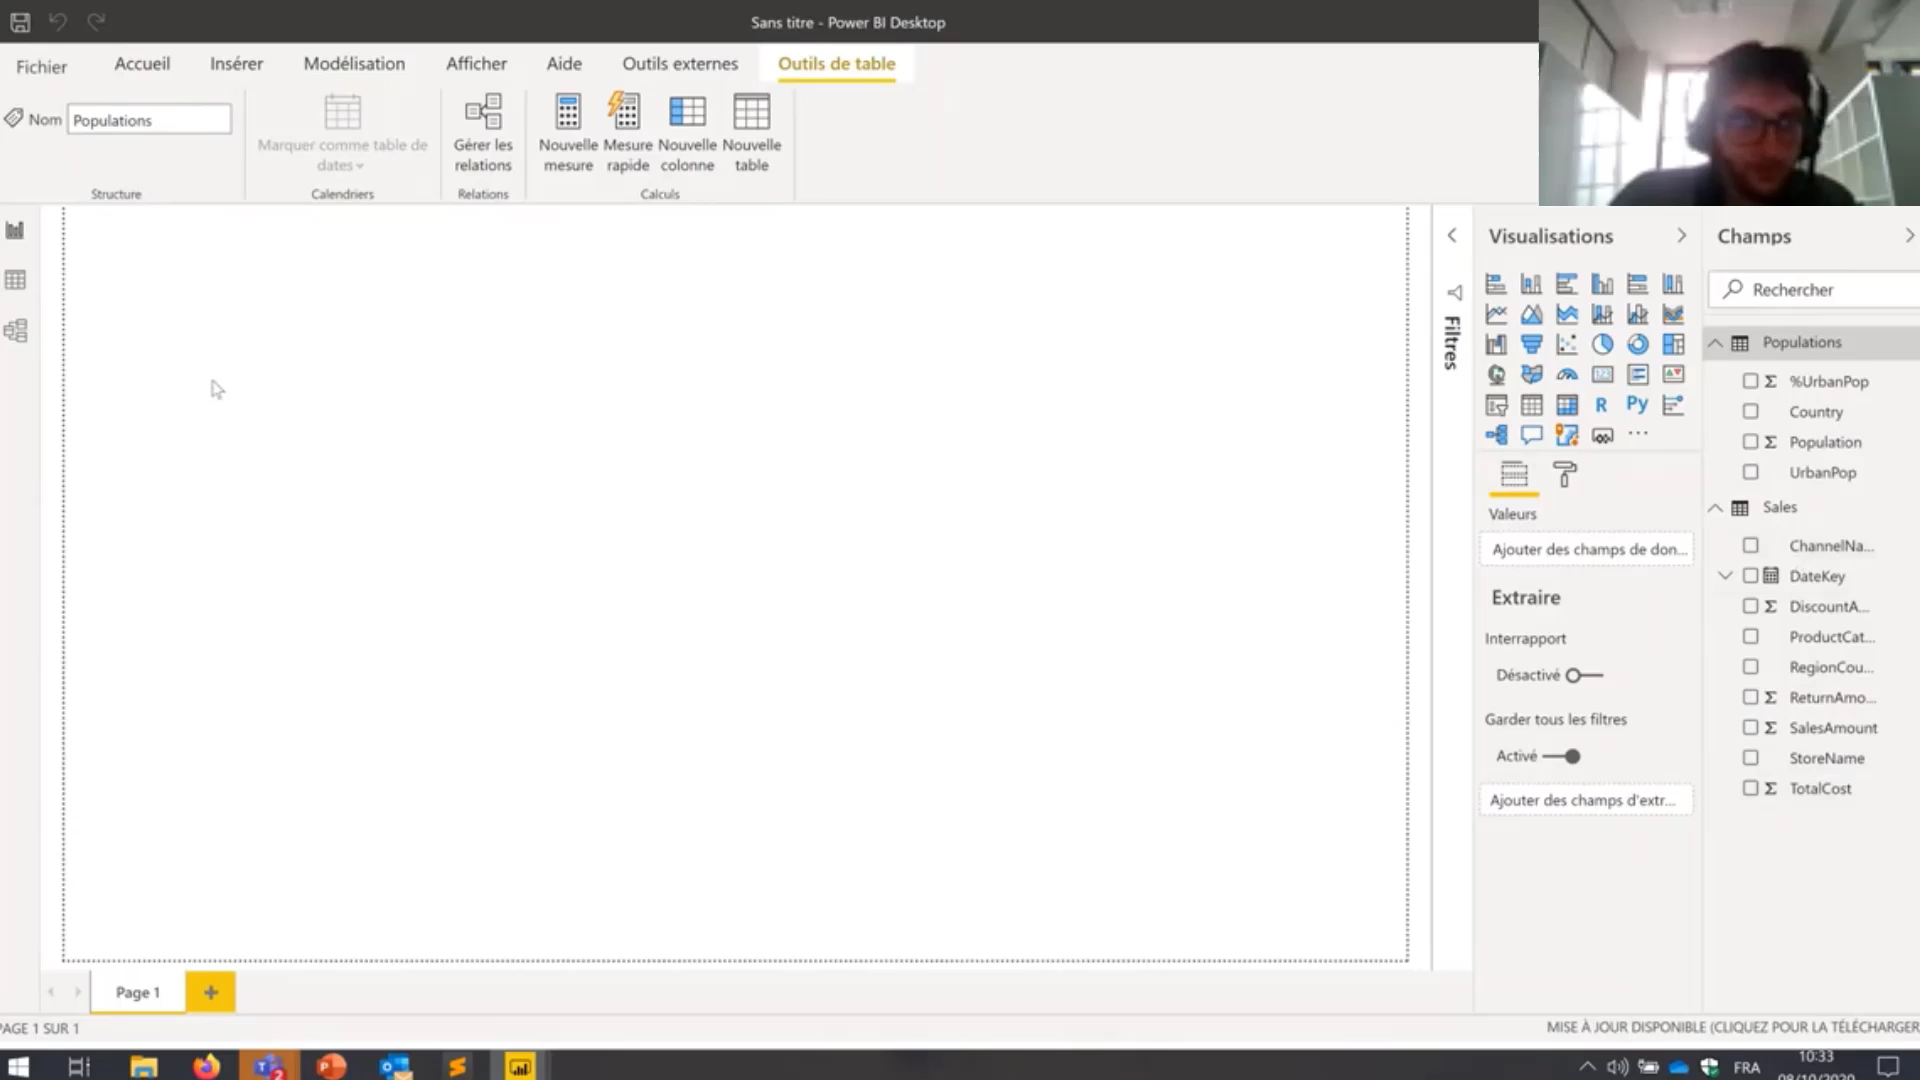 Sans titre - Power BI Desktop
Fichier
Accueil
Insérer
Modélisation
Afficher
Aide
Outils externes
Outils de table
Nom
Populations
Marquer comme table de
dates
Gérer les
relations
Nouvelle
mesure
Mesure
rapide
Nouvelle
colonne
Nouvelle
table
Structure
Calendriers
Relations
Calculs
Filtres
Visualisations
R
Py
Valeurs
Ajouter des champs de don...
Extraire
Interrapport
Désactivé
Garder tous les filtres
Activé
Ajouter des champs d'extr...
Champs
Rechercher
Populations
Σ %UrbanPop
Country
Σ Population
UrbanPop
Sales
ChannelNa...
DateKey
Σ DiscountA...
ProductCat...
RegionCou...
Σ ReturnAmo...
Σ SalesAmount
StoreName
Σ TotalCost
Page 1
+
PAGE 1 SUR 1
MISE À JOUR DISPONIBLE (CLIQUEZ POUR LA TÉLÉCHARGER
FRA
10:33
08/10/2020